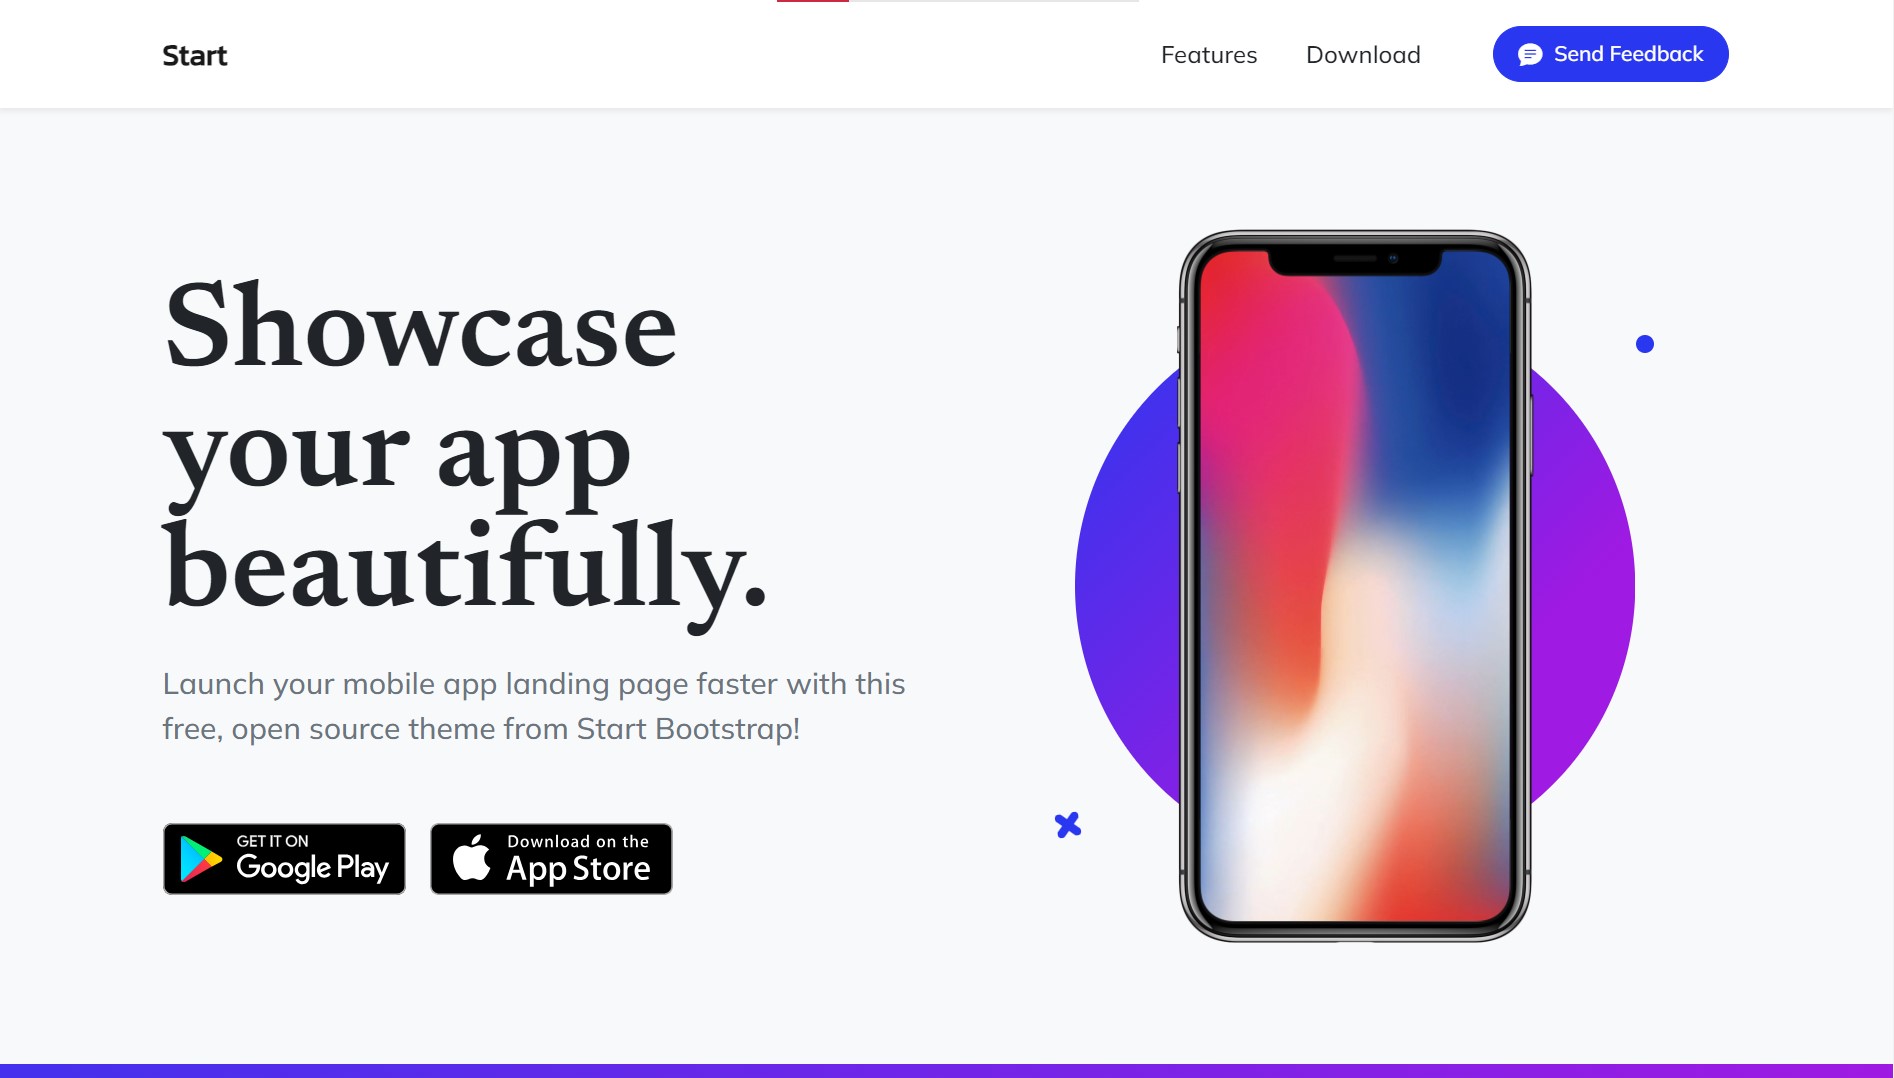 Start
Features
Download
Send Feedback
Showcase
your app
beautifully.
Launch your mobile app landing page faster with this
free, open source theme from Start Bootstrap!
GET IT ON
Google Play
Download on the
App Store